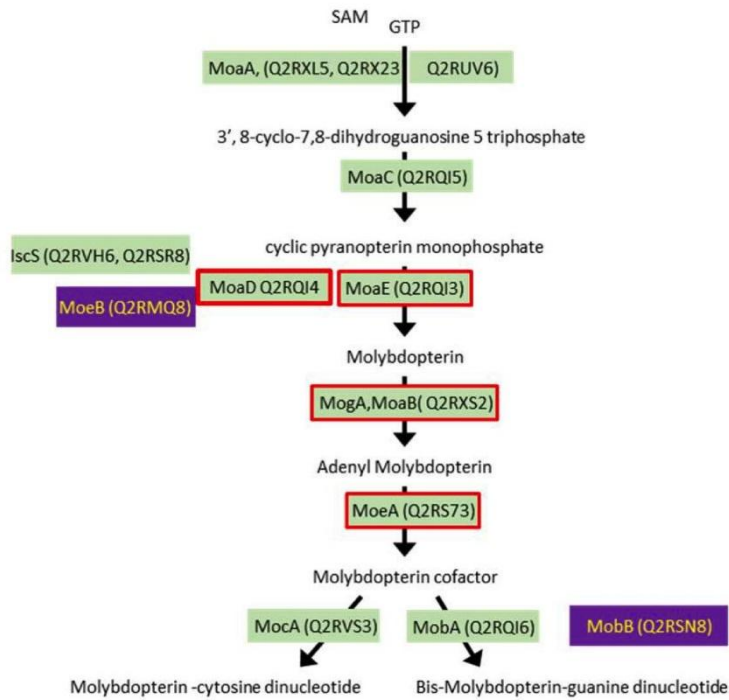 SAM
GTP
MoaA, (Q2RXL5, Q2RX23 Q2RUV6)
3', 8-cyclo-7,8-dihydroguanosine 5 triphosphate
MoaC (Q2RQI5)
cyclic pyranopterin monophosphate
IscS (Q2RVH6, Q2RSR8)
MoaD Q2RQI4 MoaE (Q2RQI3)
MoeB (Q2RMQ8)
Molybdopterin
MogA,MoaB( Q2RXS2)
Adenyl Molybdopterin
MoeA (Q2RS73)
Molybdopterin cofactor
MocA (Q2RVS3) MobA (Q2RQI6) MobB (Q2RSN8)
Molybdopterin -cytosine dinucleotide Bis-Molybdopterin-guanine dinucleotide